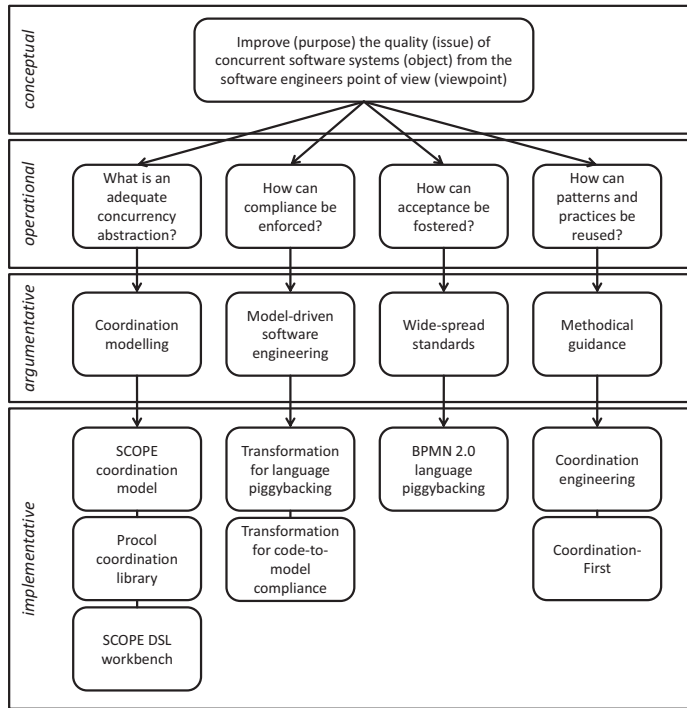 conceptual
Improve (purpose) the quality (issue) of
concurrent software systems (object) from the
software engineers point of view (viewpoint)
operational
What is an
adequate
concurrency
abstraction?
How can
compliance be
enforced?
How can
acceptance be
fostered?
How can
patterns and
practices be
reused?
argumentative
Coordination
modelling
Model-driven
software
engineering
Wide-spread
standards
Methodical
guidance
implementative
SCOPE
coordination
model
Transformation
for language
piggybacking
BPMN 2.0
language
piggybacking
Coordination
engineering
Procol
coordination
library
Transformation
for code-to-
model
compliance
Coordination-
First
SCOPE DSL
workbench